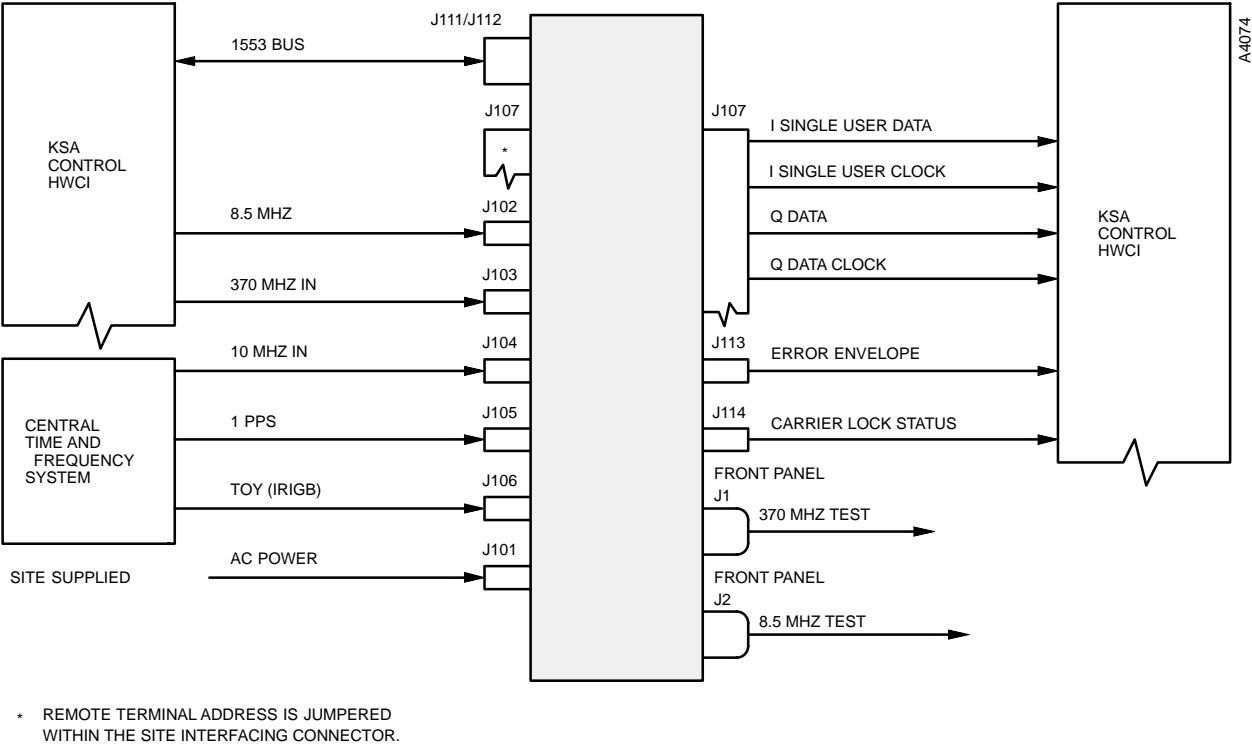 J111/J112
1553 BUS
A4074
J107
J107
I SINGLE USER DATA
KSA
CONTROL
HWCI
*
I SINGLE USER CLOCK
8.5 MHZ
J102
Q DATA
KSA
CONTROL
HWCI
370 MHZ IN
J103
Q DATA CLOCK
10 MHZ IN
J104
J113
ERROR ENVELOPE
CENTRAL
TIME AND
FREQUENCY
SYSTEM
1 PPS
J105
J114
CARRIER LOCK STATUS
TOY (IRIGB)
J106
FRONT PANEL
J1
370 MHZ TEST
SITE SUPPLIED
AC POWER
J101
FRONT PANEL
J2
8.5 MHZ TEST
* REMOTE TERMINAL ADDRESS IS JUMPERED
WITHIN THE SITE INTERFACING CONNECTOR.